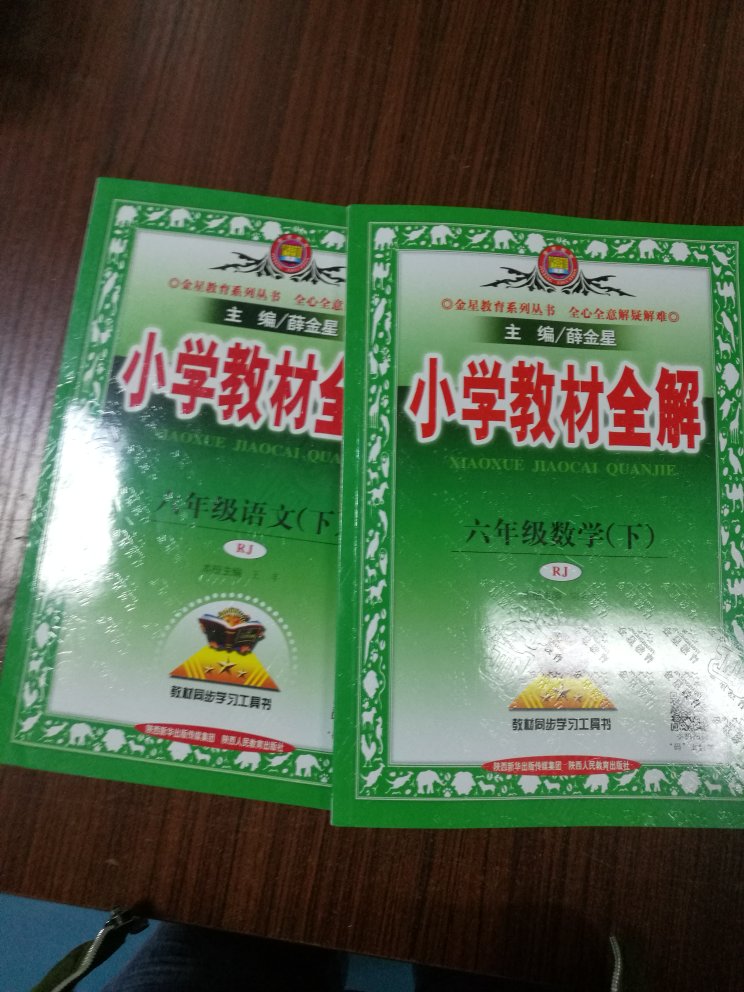 ◎金星教育系列丛书 全心全意
主 编/薛金星
小学教材全
XIAOXUE JIAOCAI QUA
六年级语文(下)
RJ
本册主编
教材同步学习工具书
陕西新华出版传媒集团 陕西人民教育出版社
◎金星教育系列丛书 全心全意解疑解难◎
主 编/薛金星
小学教材全解
XIAOXUE JIAOCAI QUANJIE
六年级数学(下)
RJ
教材同步学习工具书
陕西新华出版传媒集团 陕西人民教育出版社